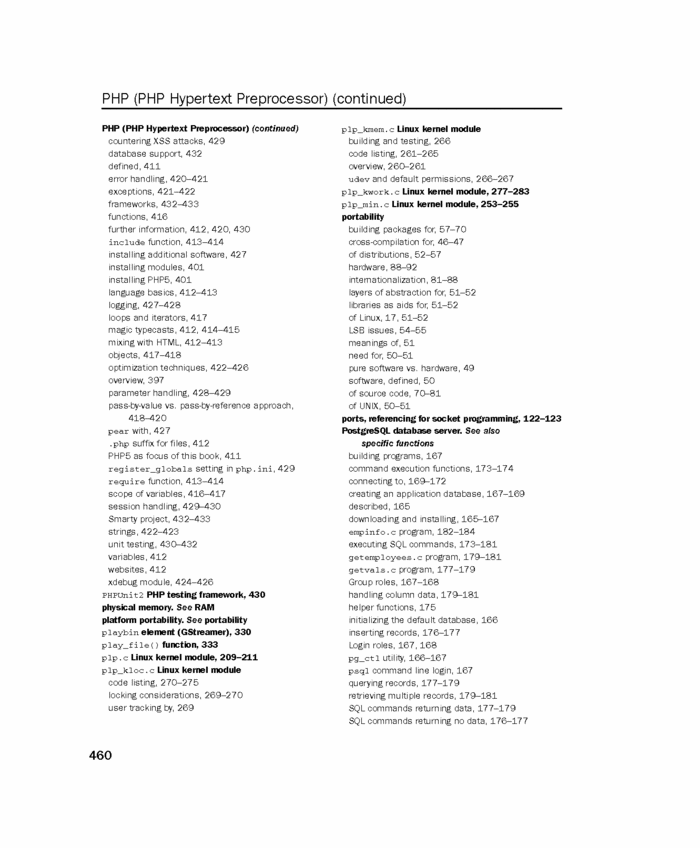 PHP (PHP Hypertext Preprocessor) (continued)
PHP (PHP Hypertext Preprocessor) (continued)
countering XSS attacks, 429
database support, 432
defined, 411
error handling, 420–421
exceptions, 421–422
frameworks, 432–433
functions, 416
further information, 412, 420, 430
include function, 413–414
installing additional software, 427
installing modules, 401
installing PHP5, 401
language basics, 412–413
logging, 427–428
loops and iterators, 417
magic typecasts, 412, 414–415
mixing with HTML, 412–413
objects, 417–418
optimization techniques, 422–426
overview, 397
parameter handling, 428–429
pass-by-value vs. pass-by-reference approach,
418–420
pear with, 427
.php suffix for files, 412
PHP5 as focus of this book, 411
register_globals setting in php.ini, 429
require function, 413–414
scope of variables, 416–417
session handling, 429–430
Smarty project, 432–433
strings, 422–423
unit testing, 430–432
variables, 412
websites, 412
xdebug module, 424–426
PHPUnit2 PHP testing framework, 430
physical memory. See RAM
platform portability. See portability
playbin element (GStreamer), 330
play_file() function, 333
plp.c Linux kernel module, 209–211
plp_kloc.c Linux kernel module
code listing, 270–275
locking considerations, 269–270
user tracking by, 269
plp_kmem.c Linux kernel module
building and testing, 266
code listing, 261–265
overview, 260–261
udev and default permissions, 266–267
plp_kwork.c Linux kernel module, 277–283
plp_min.c Linux kernel module, 253–255
portability
building packages for, 57–70
cross-compilation for, 46–47
of distributions, 52–57
hardware, 88–92
internationalization, 81–88
layers of abstraction for, 51–52
libraries as aids for, 51–52
of Linux, 17, 51–52
LSB issues, 54–55
meanings of, 51
need for, 50–51
pure software vs. hardware, 49
software, defined, 50
of source code, 70–81
of UNIX, 50–51
ports, referencing for socket programming, 122–123
PostgreSQL database server. See also
specific functions
building programs, 167
command execution functions, 173–174
connecting to, 169–172
creating an application database, 167–169
described, 165
downloading and installing, 165–167
empinfo.c program, 182–184
executing SQL commands, 173–181
getemployees.c program, 179–181
getvals.c program, 177–179
Group roles, 167–168
handling column data, 179–181
helper functions, 175
initializing the default database, 166
inserting records, 176–177
Login roles, 167, 168
pg_ctl utility, 166–167
psql command line login, 167
querying records, 177–179
retrieving multiple records, 179–181
SQL commands returning data, 177–179
SQL commands returning no data, 176–177
460